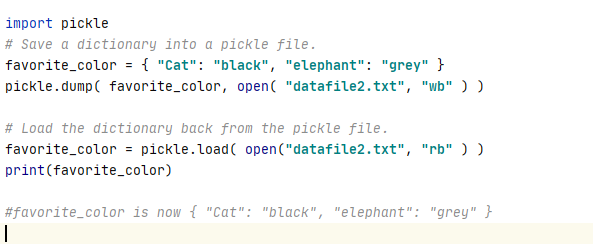 import pickle
# Save a dictionary into a pickle file.
favorite_color = { "Cat": "black", "elephant": "grey" }
pickle.dump( favorite_color, open( "datafile2.txt", "wb" ) )
# Load the dictionary back from the pickle file.
favorite_color = pickle.load( open("datafile2.txt", "rb" ) )
print(favorite_color)
#favorite_color is now { "Cat": "black", "elephant": "grey" }